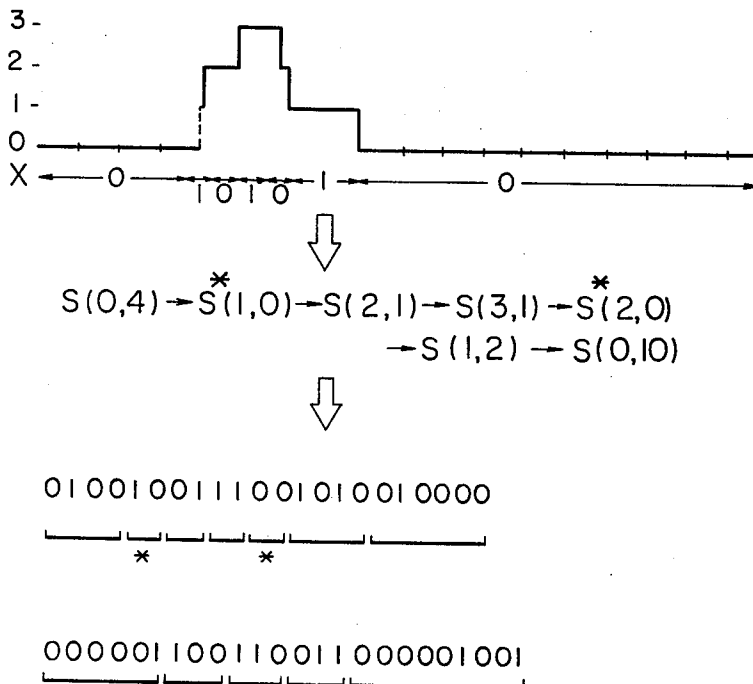 3
2
1
0
X 0 1 0 1 0 1 0
* *
S(0,4) → S(1,0) → S(2,1) → S(3,1) → S(2,0)
→ S(1,2) → S(0,10)
0100100111001010010000
* *
000001100110011000001001